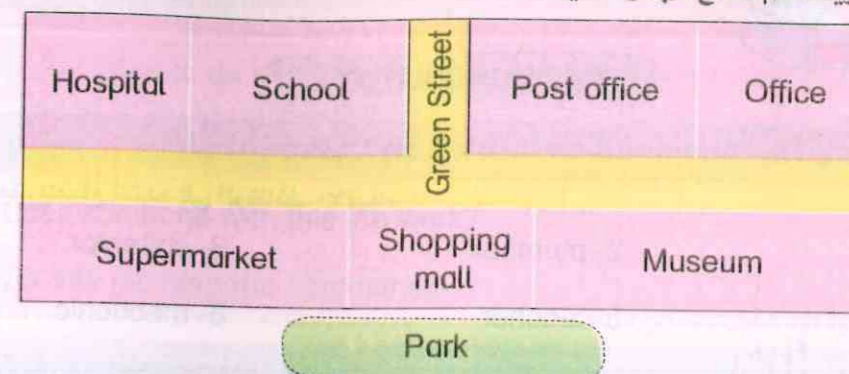 Hospital
School
Green Street
Post office
Office
Supermarket
Shopping
mall
Museum
Park